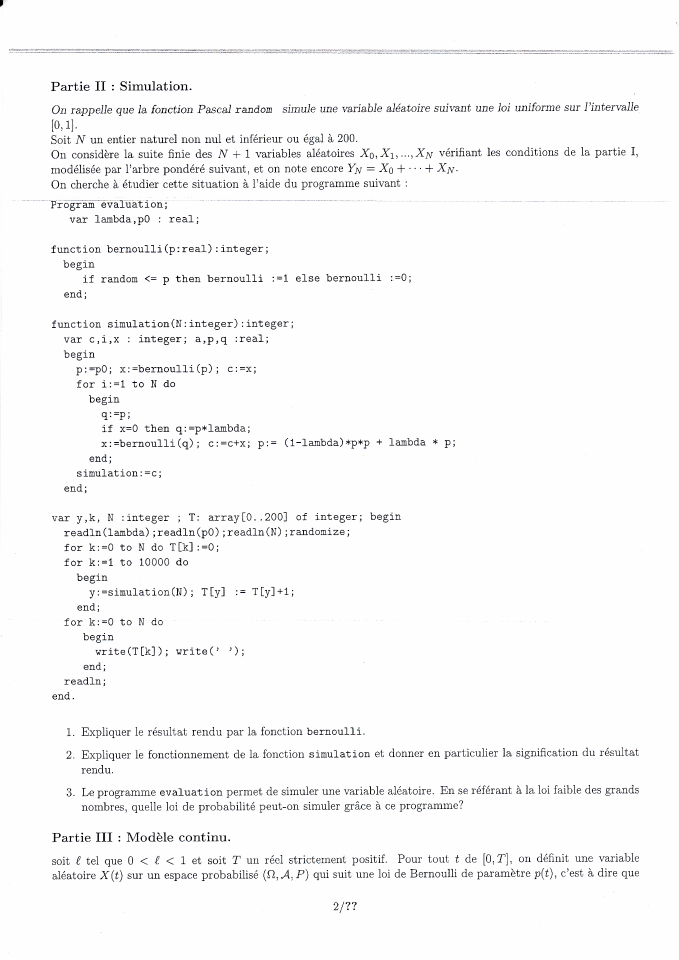 Partie II : Simulation.
On rappelle que la fonction Pascal random simule une variable aléatoire suivant une loi uniforme sur l'intervalle
[0, 1].
Soit N un entier naturel non nul et inférieur ou égal à 200.
On considère la suite finie des N + 1 variables aléatoires X₀, X₁, ..., X_N vérifiant les conditions de la partie I,
modélisée par l'arbre pondéré suivant, et on note encore Y_N = X₀ + ··· + X_N.
On cherche à étudier cette situation à l'aide du programme suivant :
Program evaluation;
var lambda,p0 : real;
function bernoulli(p:real):integer;
begin
if random <= p then bernoulli :=1 else bernoulli :=0;
end;
function simulation(N:integer):integer;
var c,i,x : integer; a,p,q :real;
begin
p:=p0; x:=bernoulli(p); c:=x;
for i:=1 to N do
begin
q:=p;
if x=0 then q:=p*lambda;
x:=bernoulli(q); c:=c+x; p:= (1-lambda)*p*p + lambda * p;
end;
simulation:=c;
end;
var y,k, N :integer ; T: array[0..200] of integer; begin
readln(lambda);readln(p0);readln(N);randomize;
for k:=0 to N do T[k]:=0;
for k:=1 to 10000 do
begin
y:=simulation(N); T[y] := T[y]+1;
end;
for k:=0 to N do
begin
write(T[k]); write(' ');
end;
readln;
end.
1. Expliquer le résultat rendu par la fonction bernoulli.
2. Expliquer le fonctionnement de la fonction simulation et donner en particulier la signification du résultat
rendu.
3. Le programme evaluation permet de simuler une variable aléatoire. En se référant à la loi faible des grands
nombres, quelle loi de probabilité peut-on simuler grâce à ce programme?
Partie III : Modèle continu.
soit ℓ tel que 0 < ℓ < 1 et soit T un réel strictement positif. Pour tout t de [0, T], on définit une variable
aléatoire X(t) sur un espace probabilisé (Ω, 𝒜, P) qui suit une loi de Bernoulli de paramètre p(t), c'est à dire que
2/??